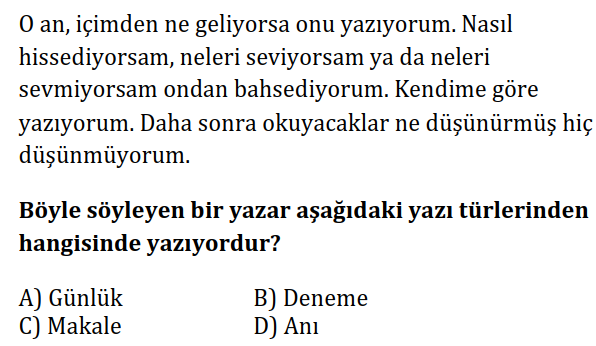 O an, içimden ne geliyorsa onu yazıyorum. Nasıl
hissediyorsam, neleri seviyorsam ya da neleri
sevmiyorsam ondan bahsediyorum. Kendime göre
yazıyorum. Daha sonra okuyacaklar ne düşünürmüş hiç
düşünmüyorum.
Böyle söyleyen bir yazar aşağıdaki yazı türlerinden
hangisinde yazıyordur?
A) Günlük B) Deneme
C) Makale D) Anı